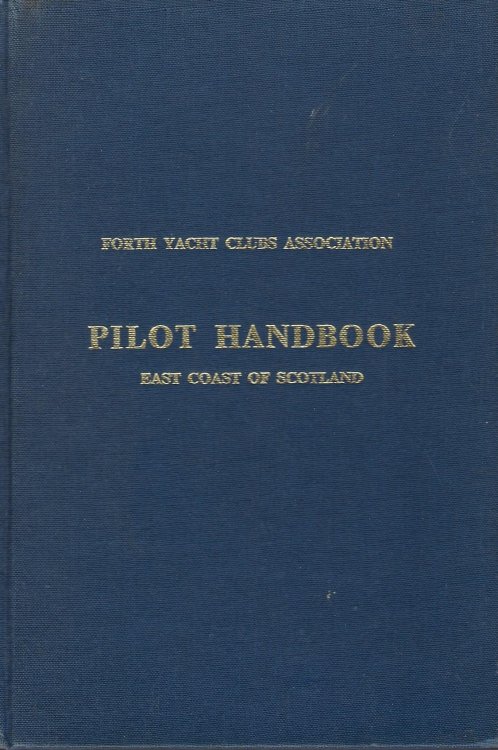 FORTH YACHT CLUBS ASSOCIATION
PILOT HANDBOOK
EAST COAST OF SCOTLAND